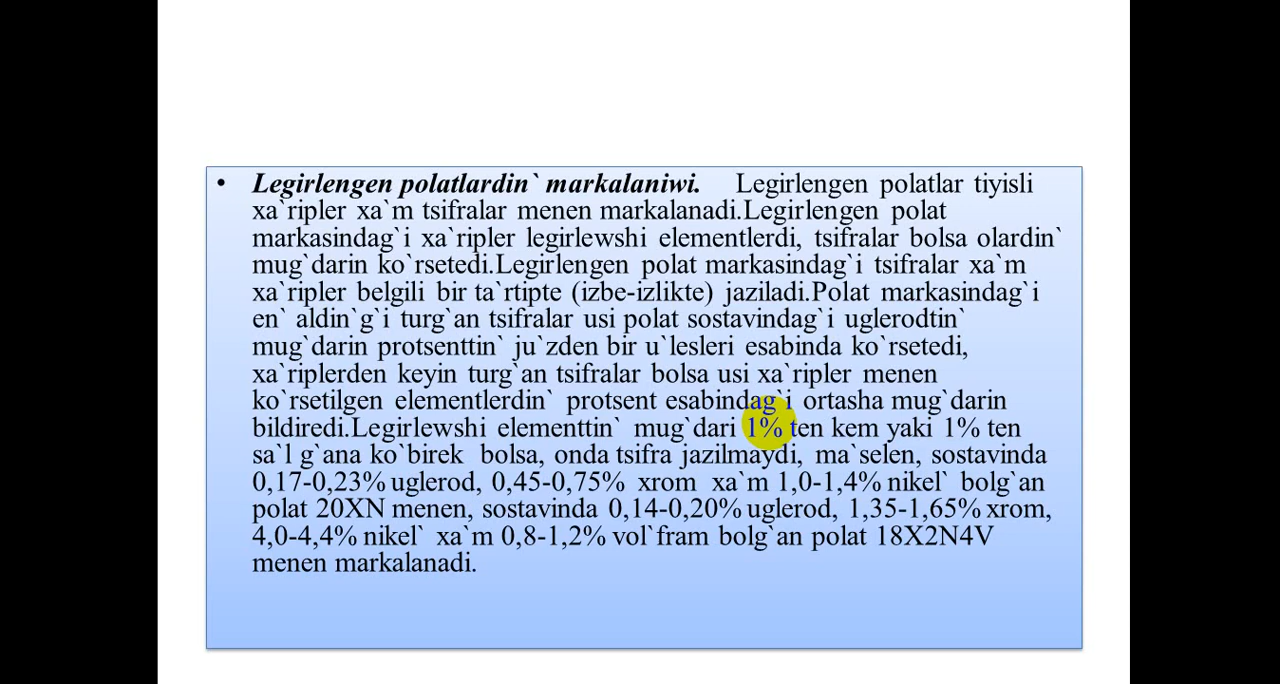 • Legirlengen polatlardin` markalaniwi. Legirlengen polatlar tiyisli
xa`ripler xa`m tsifralar menen markalanadi.Legirlengen polat
markasindag`i xa`ripler legirlewshi elementlerdi, tsifralar bolsa olardin`
mug`darin ko`rsetedi.Legirlengen polat markasindag`i tsifralar xa`m
xa`ripler belgili bir ta`rtipte (izbe-izlikte) jaziladi.Polat markasindag`i
en` aldin`g`i turg`an tsifralar usi polat sostavindag`i uglerodtin`
mug`darin protsenttin` ju`zden bir u`lesleri esabinda ko`rsetedi,
xa`riplerden keyin turg`an tsifralar bolsa usi xa`ripler menen
ko`rsetilgen elementlerdin` protsent esabindag`i ortasha mug`darin
bildiredi.Legirlewshi elementtin` mug`dari 1% ten kem yaki 1% ten
sa`l g`ana ko`birek bolsa, onda tsifra jazilmaydi, ma`selen, sostavinda
0,17-0,23% uglerod, 0,45-0,75% xrom xa`m 1,0-1,4% nikel` bolg`an
polat 20XN menen, sostavinda 0,14-0,20% uglerod, 1,35-1,65% xrom,
4,0-4,4% nikel` xa`m 0,8-1,2% vol`fram bolg`an polat 18X2N4V
menen markalanadi.